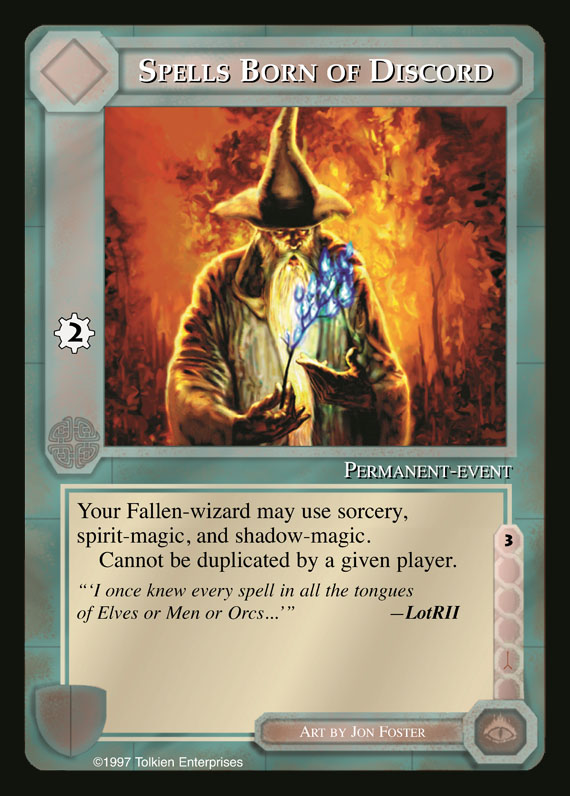 Spells Born of Discord
2
Permanent-event
Your Fallen-wizard may use sorcery,
spirit-magic, and shadow-magic.
Cannot be duplicated by a given player.
“‘I once knew every spell in all the tongues
of Elves or Men or Orcs...’” —LotRII
3
Art by Jon Foster
©1997 Tolkien Enterprises